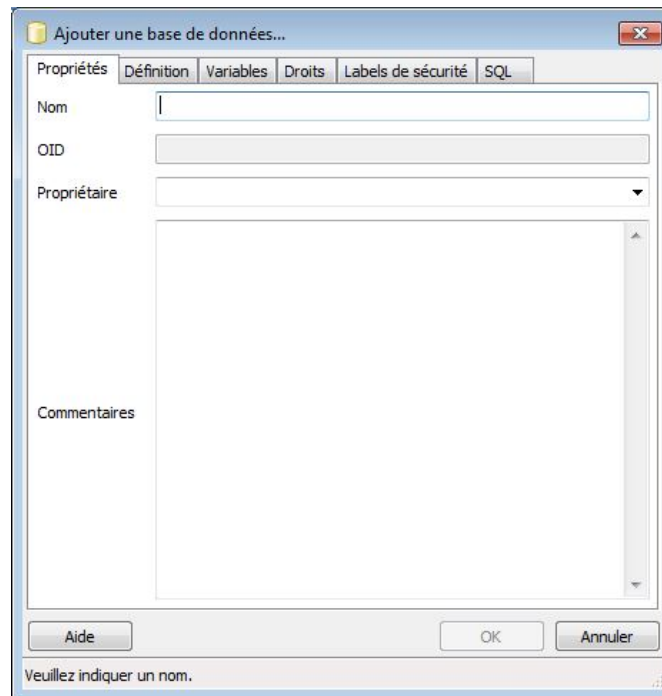 Ajouter une base de données...
Propriétés Définition Variables Droits Labels de sécurité SQL
Nom
OID
Propriétaire
Commentaires
Aide OK Annuler
Veuillez indiquer un nom.